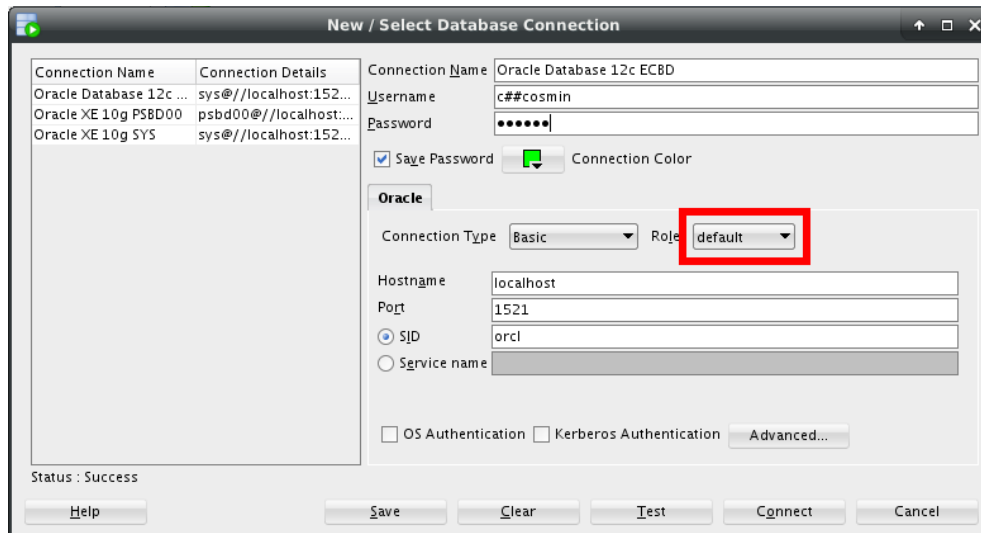 New / Select Database Connection
Connection Name Connection Details
Oracle Database 12c ... sys@//localhost:152...
Oracle XE 10g PSBD00 psbd00@//localhost:...
Oracle XE 10g SYS sys@//localhost:152...
Connection Name Oracle Database 12c ECBD
Username c##cosmin
Password ••••••
Save Password Connection Color
Oracle
Connection Type Basic Role default
Hostname localhost
Port 1521
SID orcl
Service name
OS Authentication Kerberos Authentication Advanced...
Status : Success
Help Save Clear Test Connect Cancel